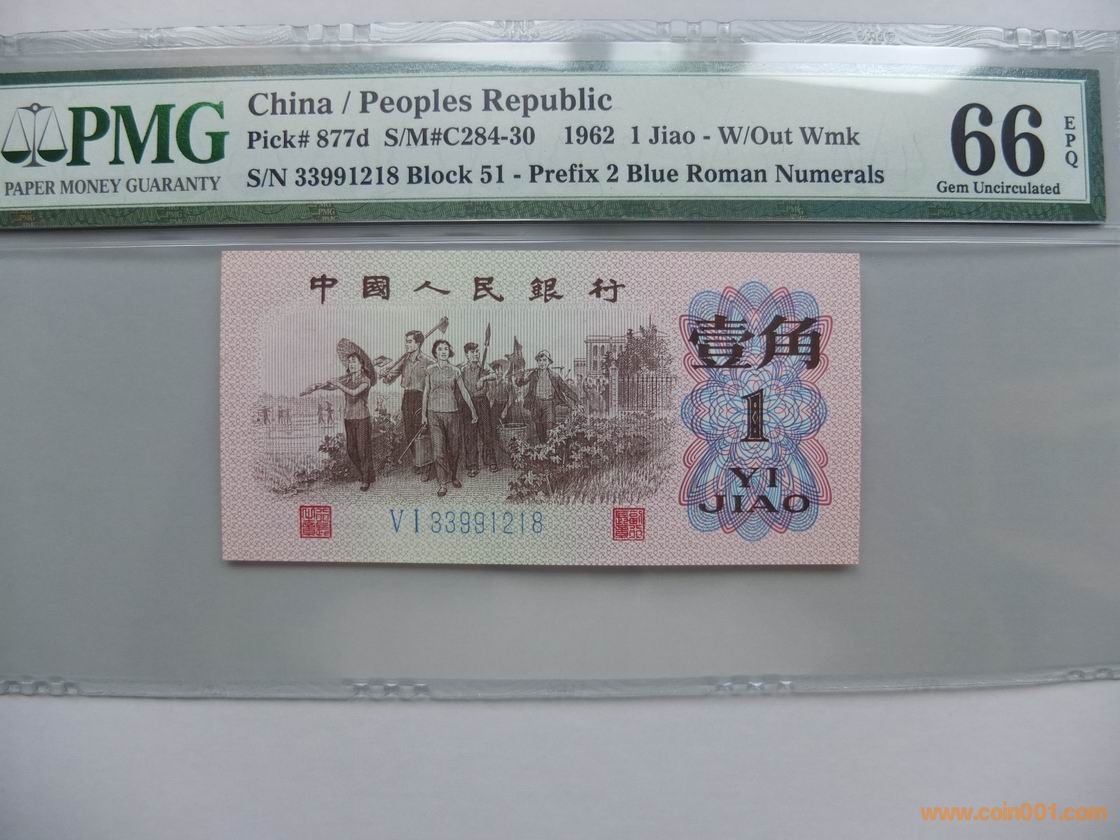 PMG
PAPER MONEY GUARANTY
China / Peoples Republic
Pick# 877d S/M#C284-30 1962 1 Jiao - W/Out Wmk
S/N 33991218 Block 51 - Prefix 2 Blue Roman Numerals
66
EPQ
Gem Uncirculated
中國人民銀行
壹角
1
YI
JIAO
VI 33991218
www.coin001.com